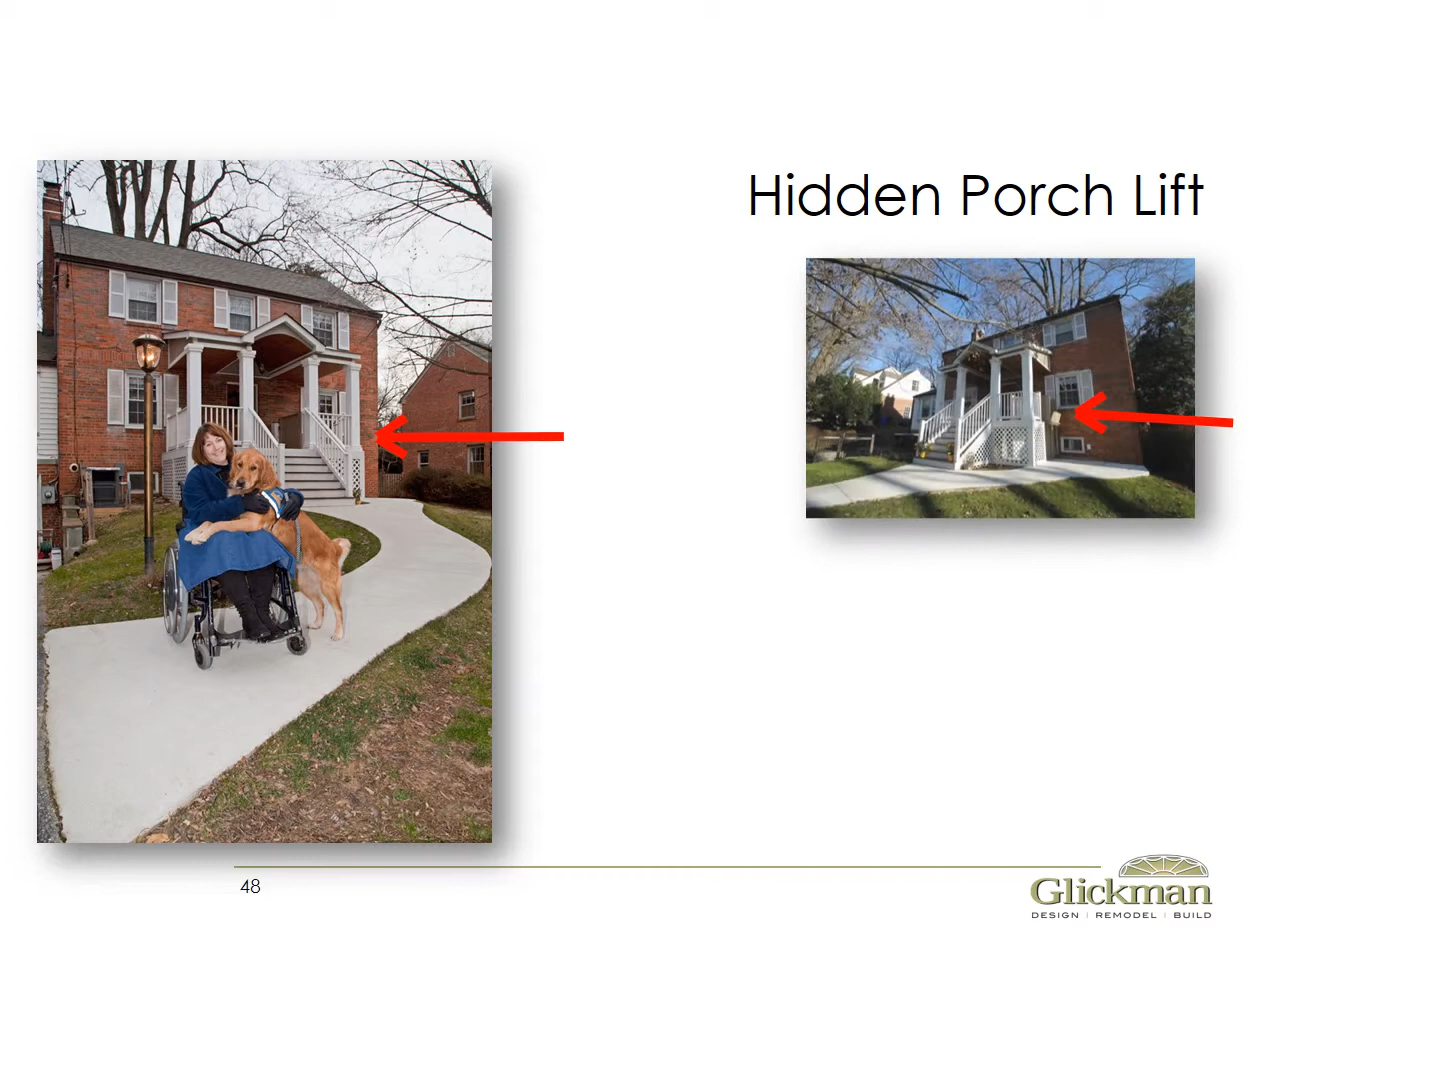 Hidden Porch Lift
48
Glickman
DESIGN | REMODEL | BUILD